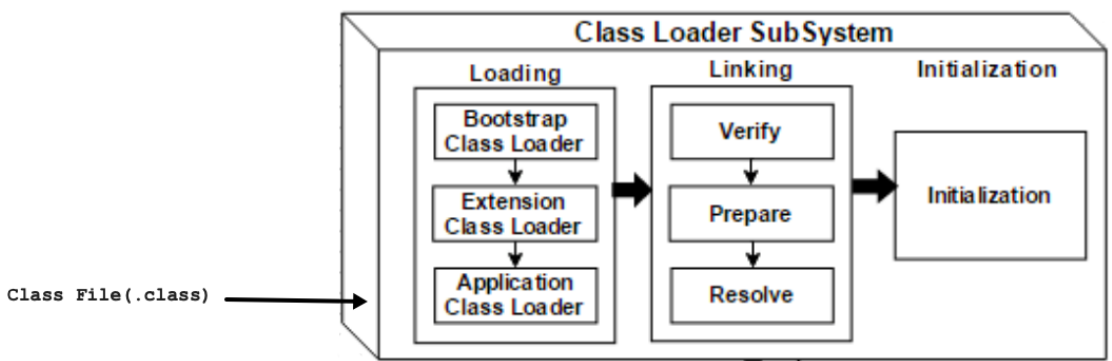 Class Loader SubSystem
Loading
Linking
Initialization
Bootstrap
Class Loader
Extension
Class Loader
Application
Class Loader
Verify
Prepare
Resolve
Initialization
Class File(.class)